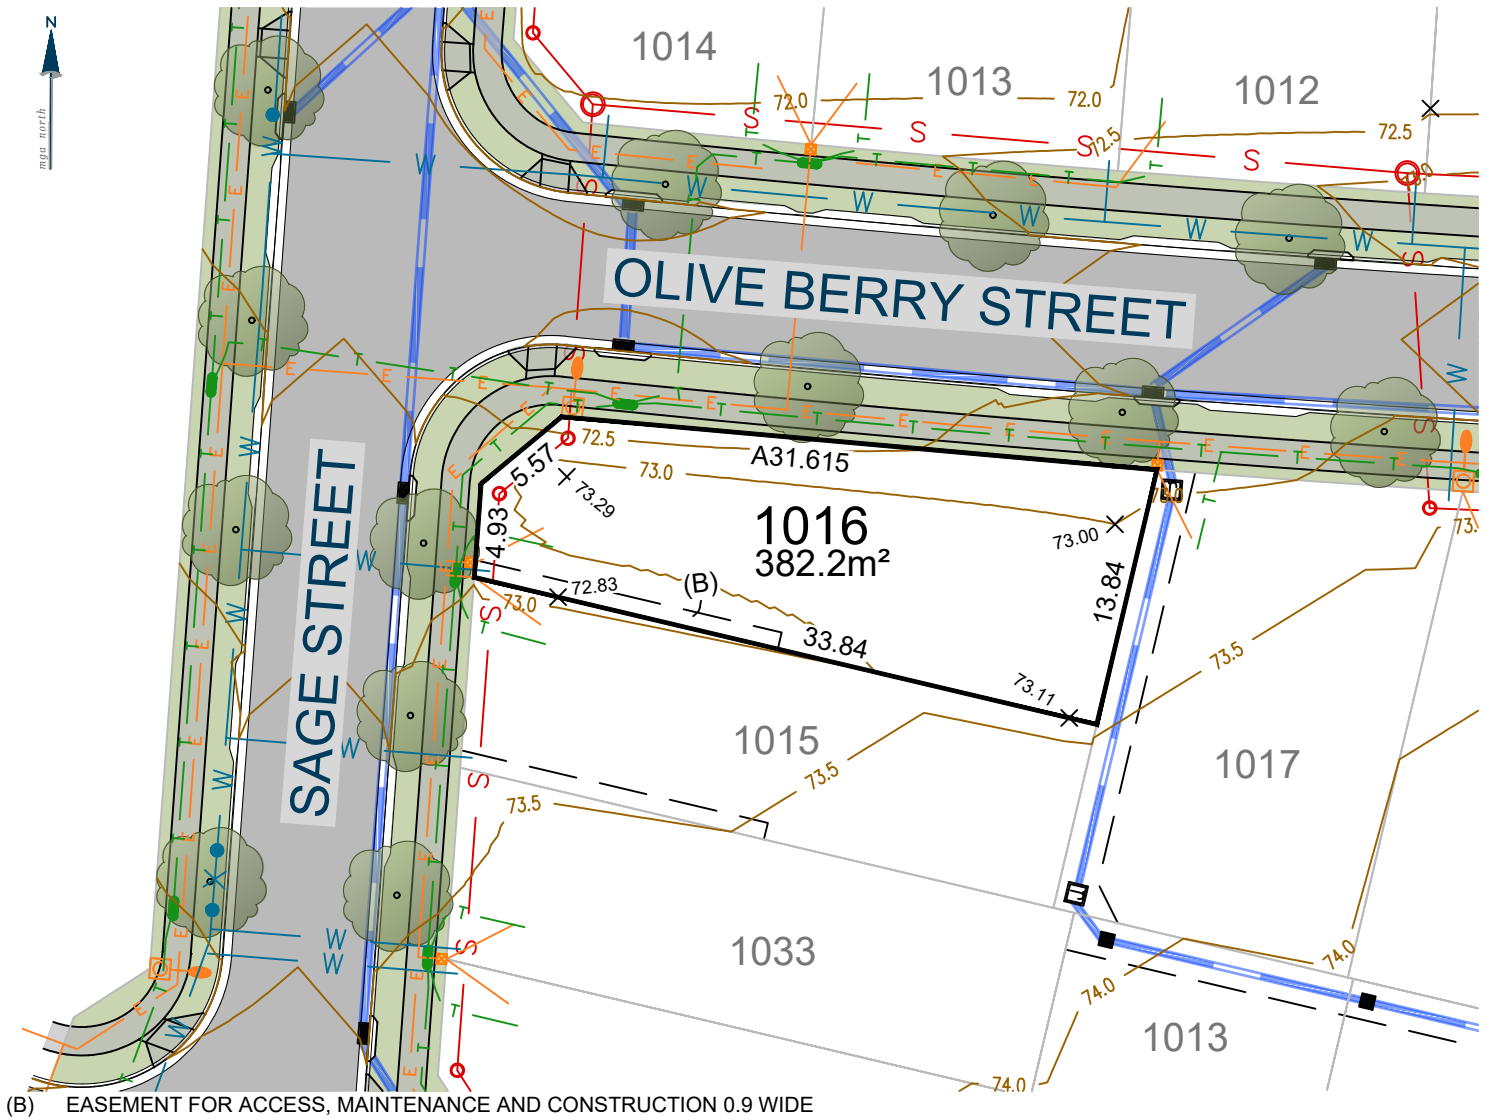 N
mga north
1014
1013
1012
72.0
72.0
72.5
72.5
S
S
S
S
W
W
W
W
W
OLIVE BERRY STREET
SAGE STREET
72.5
73.0
A31.615
5.57
73.29
4.93
1016
382.2m²
73.00
13.84
72.83
(B)
73.0
33.84
73.11
73.5
1015
1017
73.5
73.5
1033
74.0
74.0
1013
74.0
(B) EASEMENT FOR ACCESS, MAINTENANCE AND CONSTRUCTION 0.9 WIDE